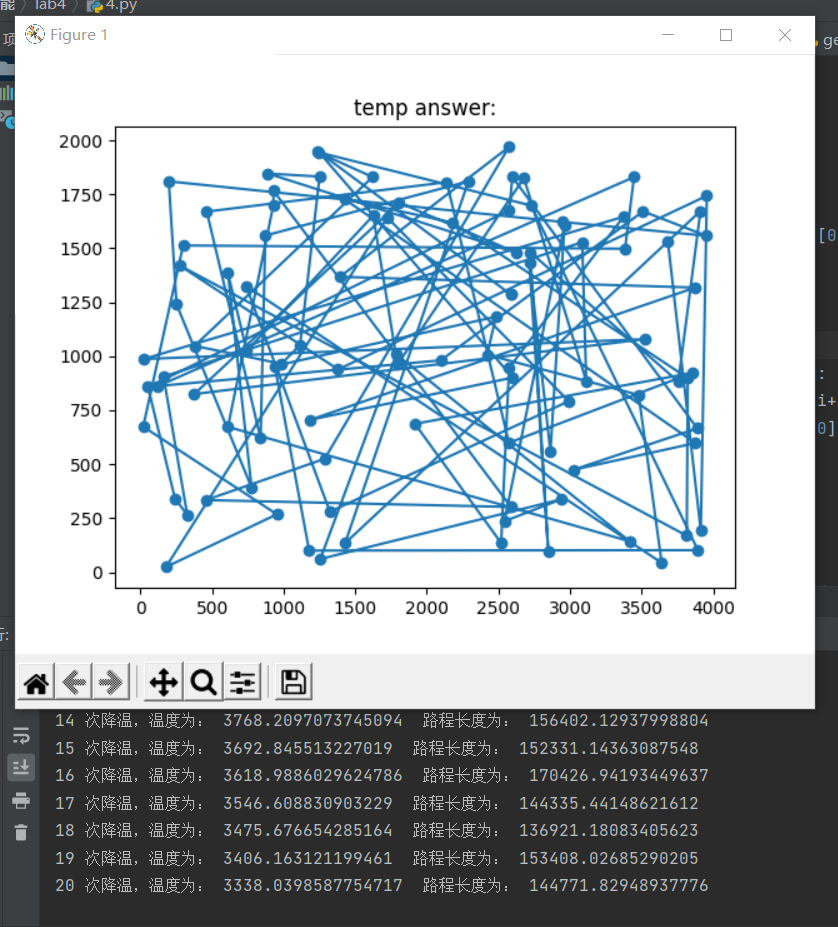 能 lab4 4.py
Figure 1
项
ge
temp answer:
2000
1750
1500
1250
1000
750
500
250
0
0 500 1000 1500 2000 2500 3000 3500 4000
[0
:
i+
0]
行:
14 次降温，温度为： 3768.2097073745094 路程长度为： 156402.12937998804
15 次降温，温度为： 3692.845513227019 路程长度为： 152331.14363087548
16 次降温，温度为： 3618.9886029624786 路程长度为： 170426.94193449637
17 次降温，温度为： 3546.608830903229 路程长度为： 144335.44148621612
18 次降温，温度为： 3475.676654285164 路程长度为： 136921.18083405623
19 次降温，温度为： 3406.163121199461 路程长度为： 153408.02685290205
20 次降温，温度为： 3338.0398587754717 路程长度为： 144771.82948937776